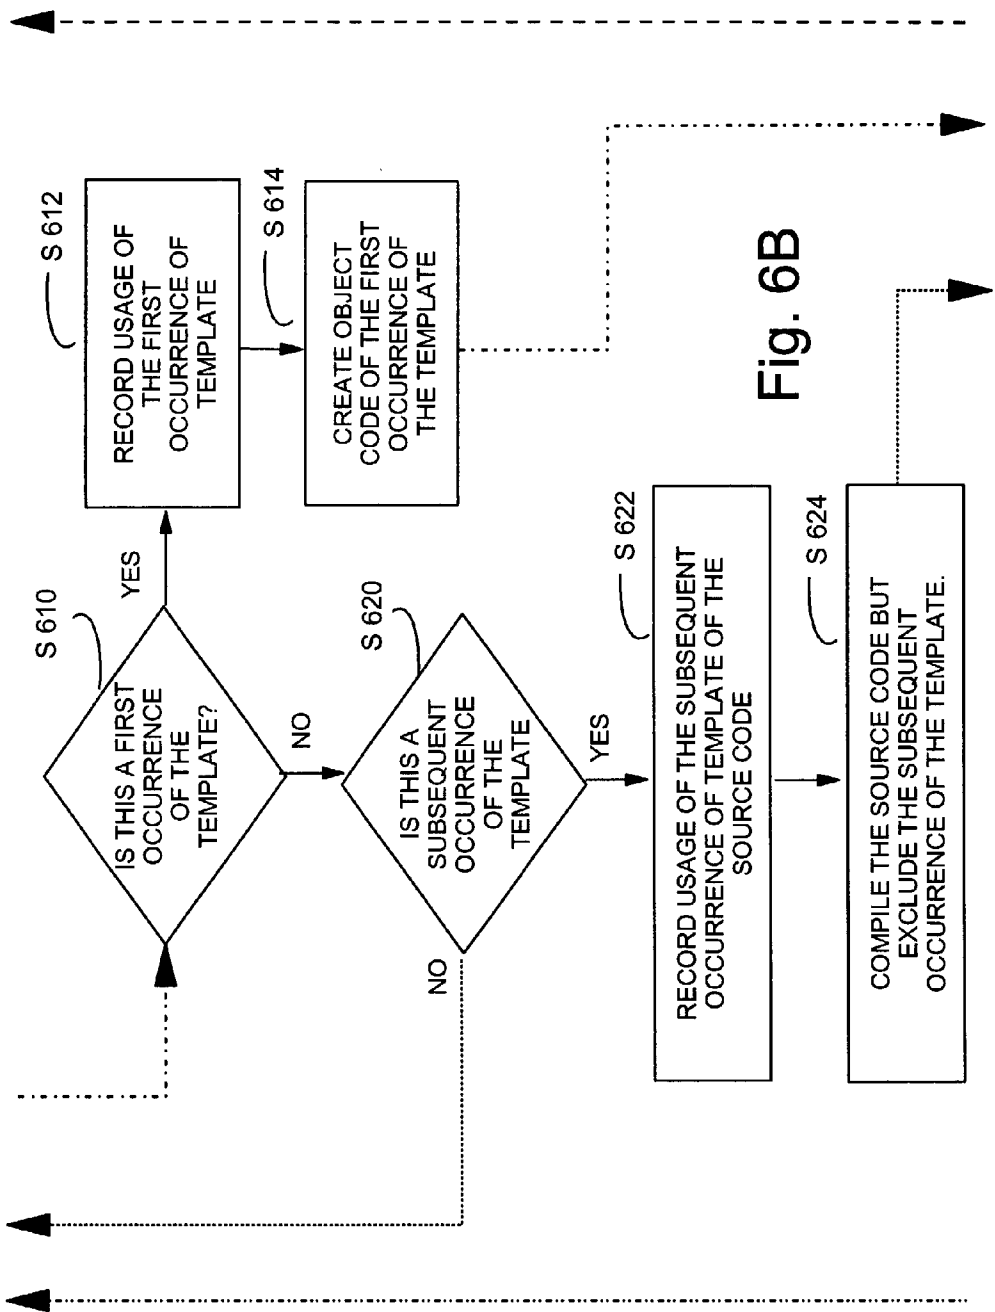 S 610
IS THIS A FIRST
OCCURRENCE
OF THE
TEMPLATE?
YES
S 612
RECORD USAGE OF
THE FIRST
OCCURRENCE OF
TEMPLATE
S 614
CREATE OBJECT
CODE OF THE FIRST
OCCURRENCE OF
THE TEMPLATE
NO
S 620
IS THIS A
SUBSEQUENT
OCCURRENCE
OF THE
TEMPLATE
NO
YES
S 622
RECORD USAGE OF THE SUBSEQUENT
OCCURRENCE OF TEMPLATE OF THE
SOURCE CODE
S 624
COMPILE THE SOURCE CODE BUT
EXCLUDE THE SUBSEQUENT
OCCURRENCE OF THE TEMPLATE.
Fig. 6B